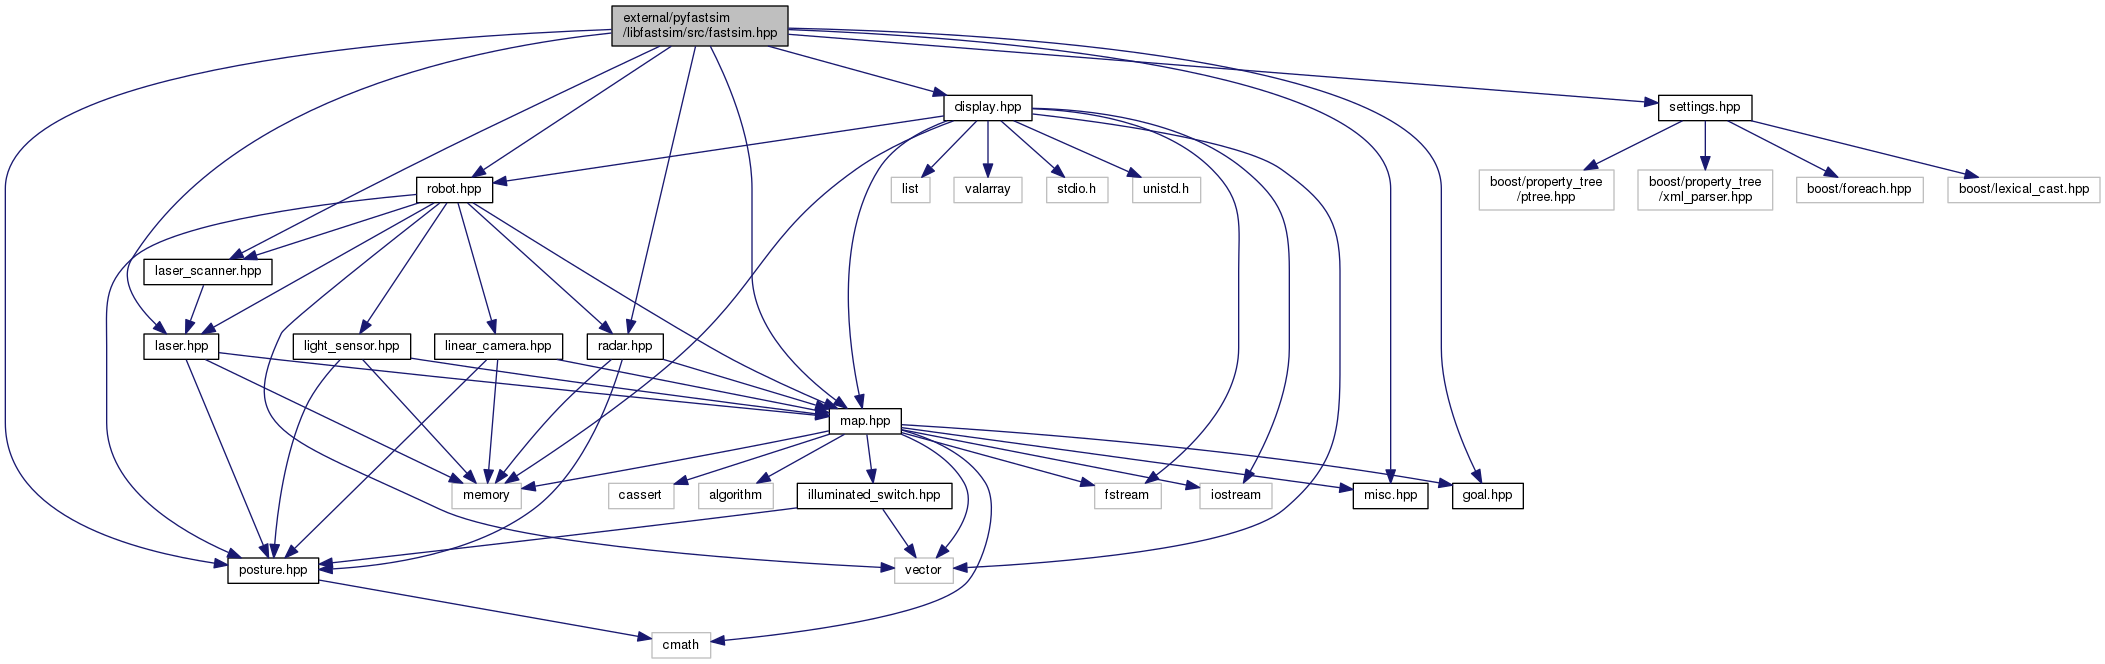 external/pyfastsim
/libfastsim/src/fastsim.hpp
display.hpp
settings.hpp
robot.hpp
list
valarray
stdio.h
unistd.h
boost/property_tree
/ptree.hpp
boost/property_tree
/xml_parser.hpp
boost/foreach.hpp
boost/lexical_cast.hpp
laser_scanner.hpp
laser.hpp
light_sensor.hpp
linear_camera.hpp
radar.hpp
map.hpp
memory
cassert
algorithm
illuminated_switch.hpp
fstream
iostream
misc.hpp
goal.hpp
posture.hpp
vector
cmath